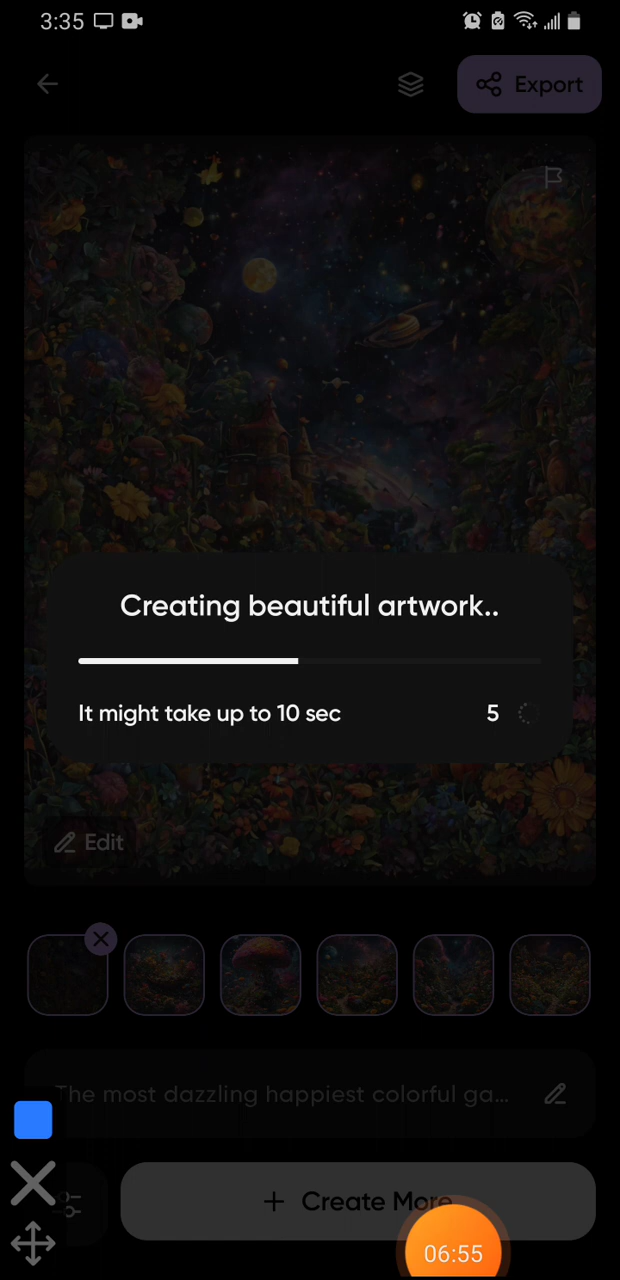 3:35
Export
Creating beautiful artwork..
It might take up to 10 sec 5
Edit
The most dazzling happiest colorful ga...
Create More
06:55